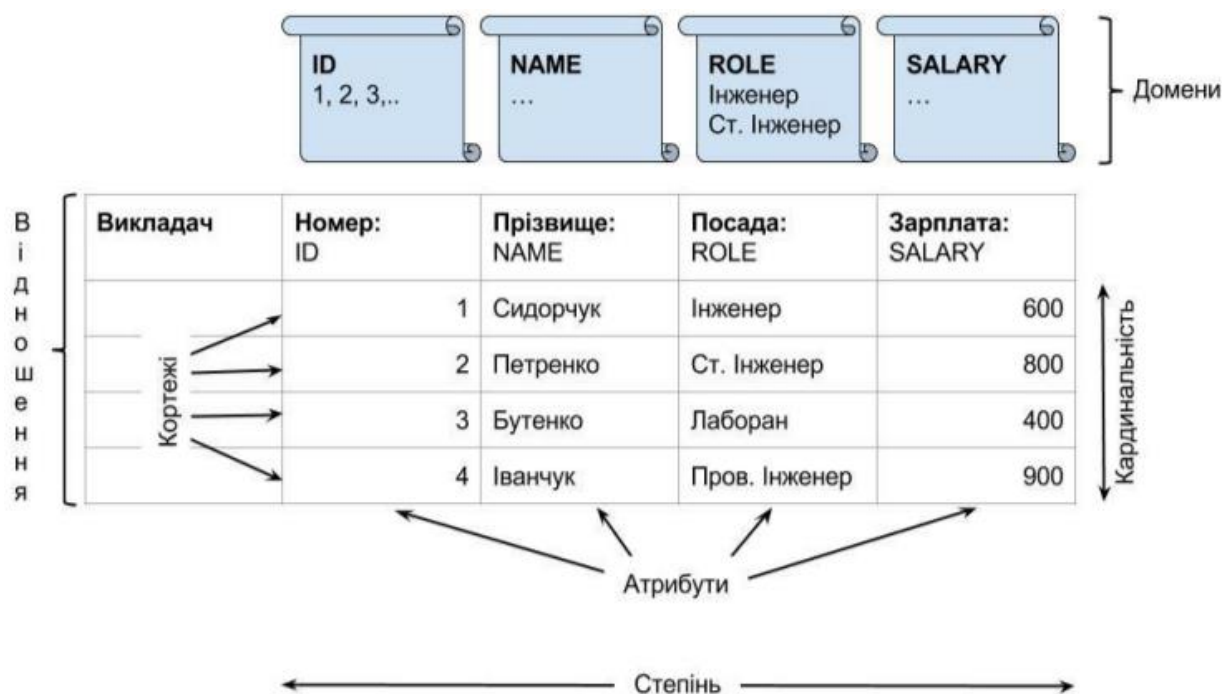 ID
1, 2, 3,..
NAME
...
ROLE
Інженер
Ст. Інженер
SALARY
...
Домени
Відношення
Викладач
Номер:
ID
Прізвище:
NAME
Посада:
ROLE
Зарплата:
SALARY
1 Сидорчук Інженер 600
2 Петренко Ст. Інженер 800
3 Бутенко Лаборан 400
4 Іванчук Пров. Інженер 900
Кортежі
Кардинальність
Атрибути
Степінь